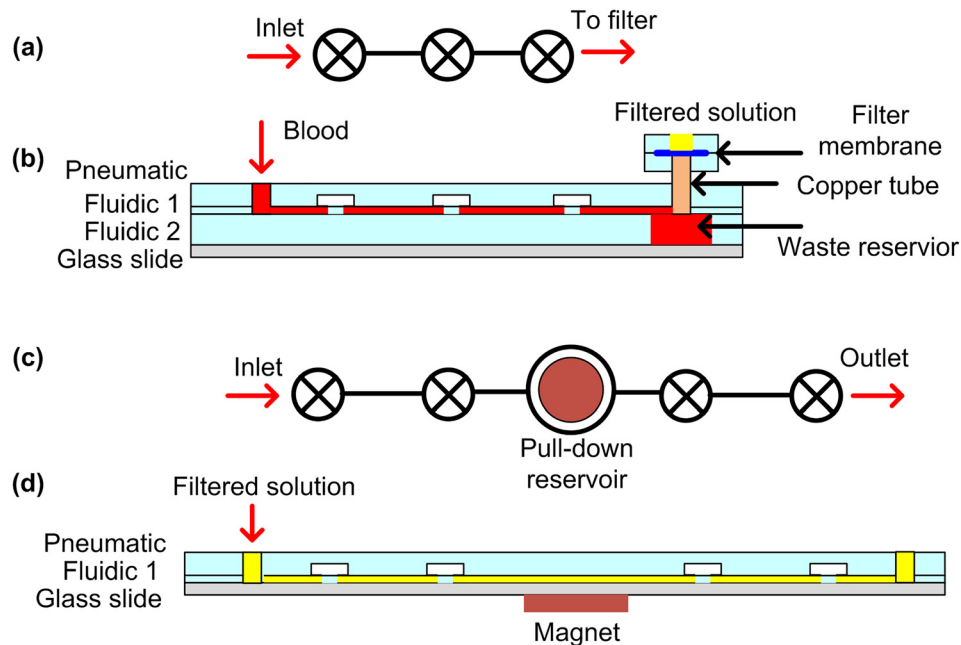 (a)
Inlet
To filter
Blood
Filtered solution
Filter
membrane
(b)
Pneumatic
Copper tube
Fluidic 1
Fluidic 2
Waste reservior
Glass slide
(c)
Inlet
Outlet
Pull-down
reservoir
(d)
Filtered solution
Pneumatic
Fluidic 1
Glass slide
Magnet